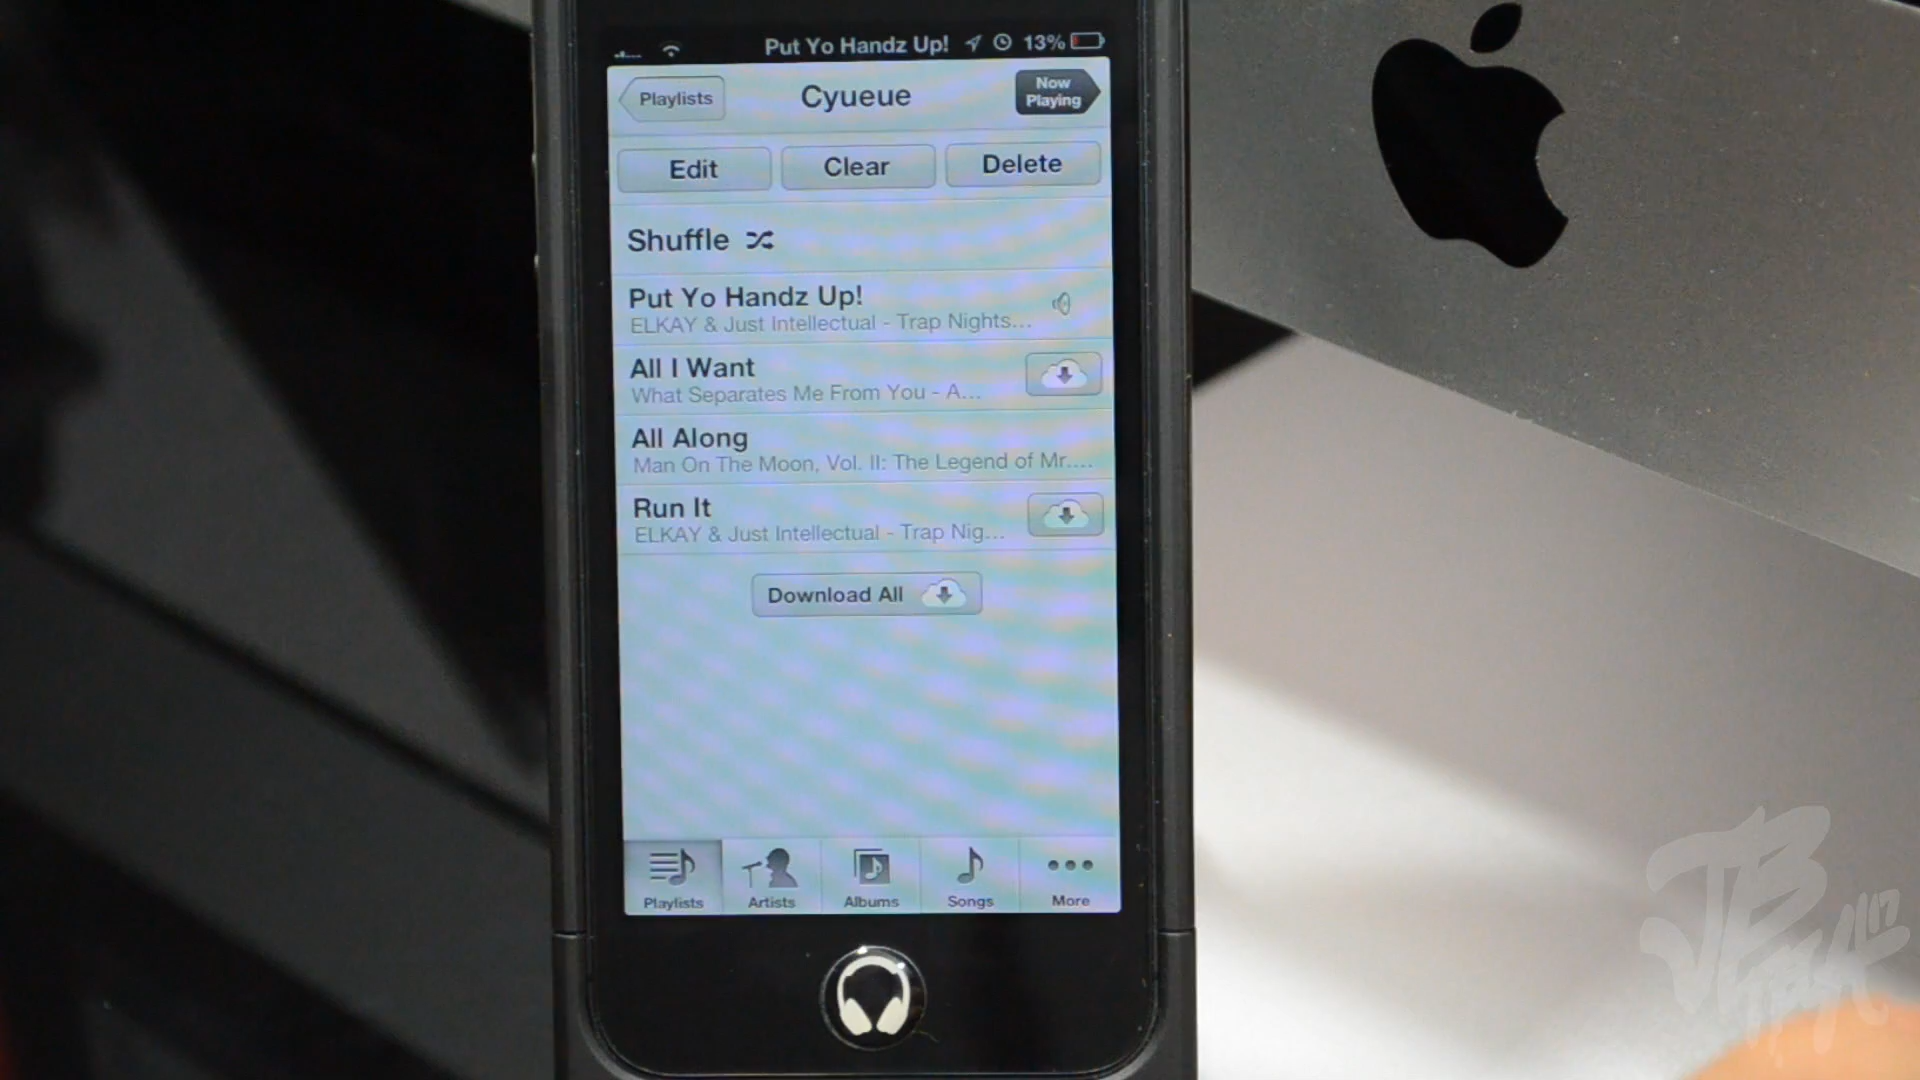 Put Yo Handz Up! 13%
Playlists Cyueue Now Playing
Edit Clear Delete
Shuffle
Put Yo Handz Up!
ELKAY & Just Intellectual - Trap Nights...
All I Want
What Separates Me From You - A...
All Along
Man On The Moon, Vol. II: The Legend of Mr....
Run It
ELKAY & Just Intellectual - Trap Nig...
Download All
Playlists Artists Albums Songs More